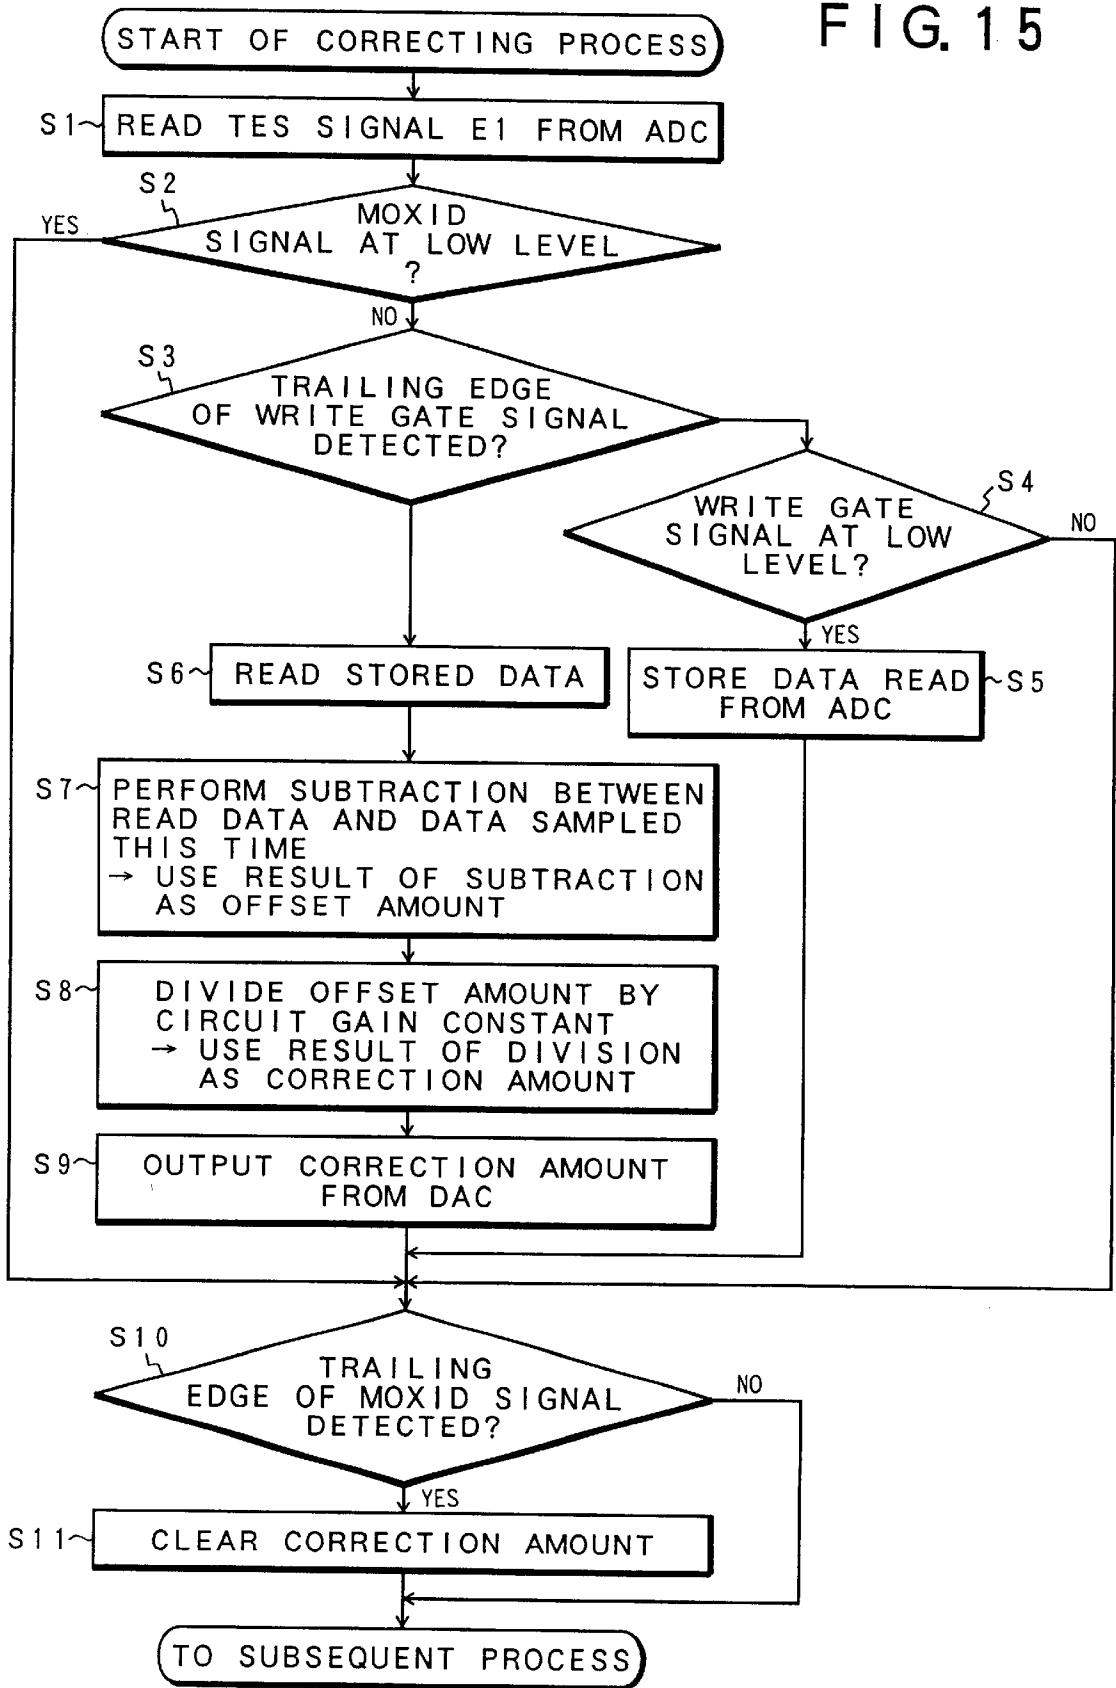 FIG. 15
START OF CORRECTING PROCESS
S1
READ TES SIGNAL E1 FROM ADC
S2
YES
MOXID
SIGNAL AT LOW LEVEL
?
NO
S3
TRAILING EDGE
OF WRITE GATE SIGNAL
DETECTED?
S4
WRITE GATE
SIGNAL AT LOW
LEVEL?
NO
YES
S6
READ STORED DATA
STORE DATA READ
FROM ADC
S5
S7
PERFORM SUBTRACTION BETWEEN
READ DATA AND DATA SAMPLED
THIS TIME
→ USE RESULT OF SUBTRACTION
AS OFFSET AMOUNT
S8
DIVIDE OFFSET AMOUNT BY
CIRCUIT GAIN CONSTANT
→ USE RESULT OF DIVISION
AS CORRECTION AMOUNT
S9
OUTPUT CORRECTION AMOUNT
FROM DAC
S10
TRAILING
EDGE OF MOXID SIGNAL
DETECTED?
NO
YES
S11
CLEAR CORRECTION AMOUNT
TO SUBSEQUENT PROCESS